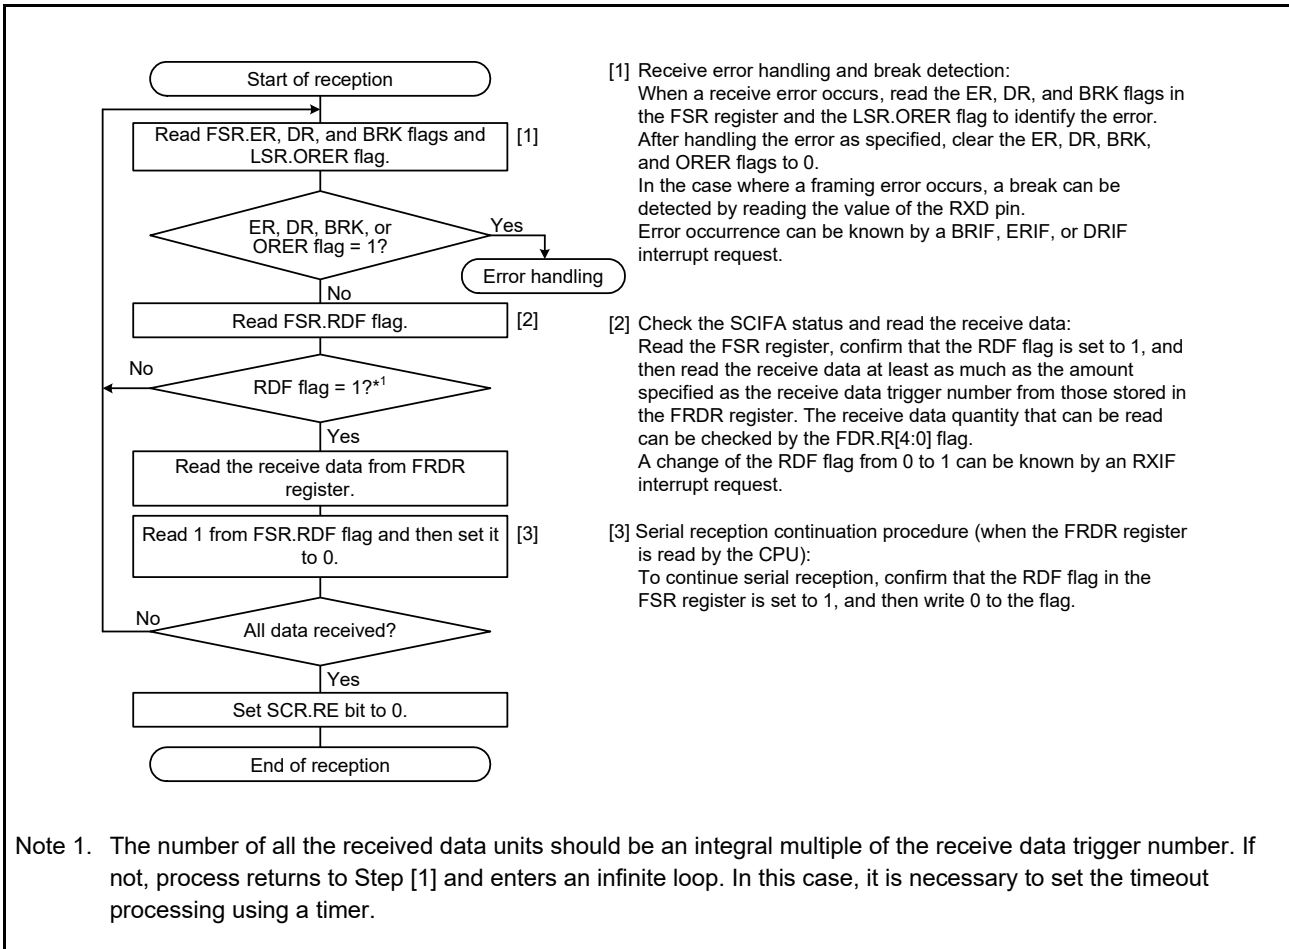 Start of reception
Read FSR.ER, DR, and BRK flags and
LSR.ORER flag.
[1]
ER, DR, BRK, or
ORER flag = 1?
Yes
Error handling
No
Read FSR.RDF flag.
[2]
No
RDF flag = 1?*1
Yes
Read the receive data from FRDR
register.
Read 1 from FSR.RDF flag and then set it
to 0.
[3]
No
All data received?
Yes
Set SCR.RE bit to 0.
End of reception
[1] Receive error handling and break detection:
When a receive error occurs, read the ER, DR, and BRK flags in
the FSR register and the LSR.ORER flag to identify the error.
After handling the error as specified, clear the ER, DR, BRK,
and ORER flags to 0.
In the case where a framing error occurs, a break can be
detected by reading the value of the RXD pin.
Error occurrence can be known by a BRIF, ERIF, or DRIF
interrupt request.
[2] Check the SCIFA status and read the receive data:
Read the FSR register, confirm that the RDF flag is set to 1, and
then read the receive data at least as much as the amount
specified as the receive data trigger number from those stored in
the FRDR register. The receive data quantity that can be read
can be checked by the FDR.R[4:0] flag.
A change of the RDF flag from 0 to 1 can be known by an RXIF
interrupt request.
[3] Serial reception continuation procedure (when the FRDR register
is read by the CPU):
To continue serial reception, confirm that the RDF flag in the
FSR register is set to 1, and then write 0 to the flag.
Note 1. The number of all the received data units should be an integral multiple of the receive data trigger number. If
not, process returns to Step [1] and enters an infinite loop. In this case, it is necessary to set the timeout
processing using a timer.